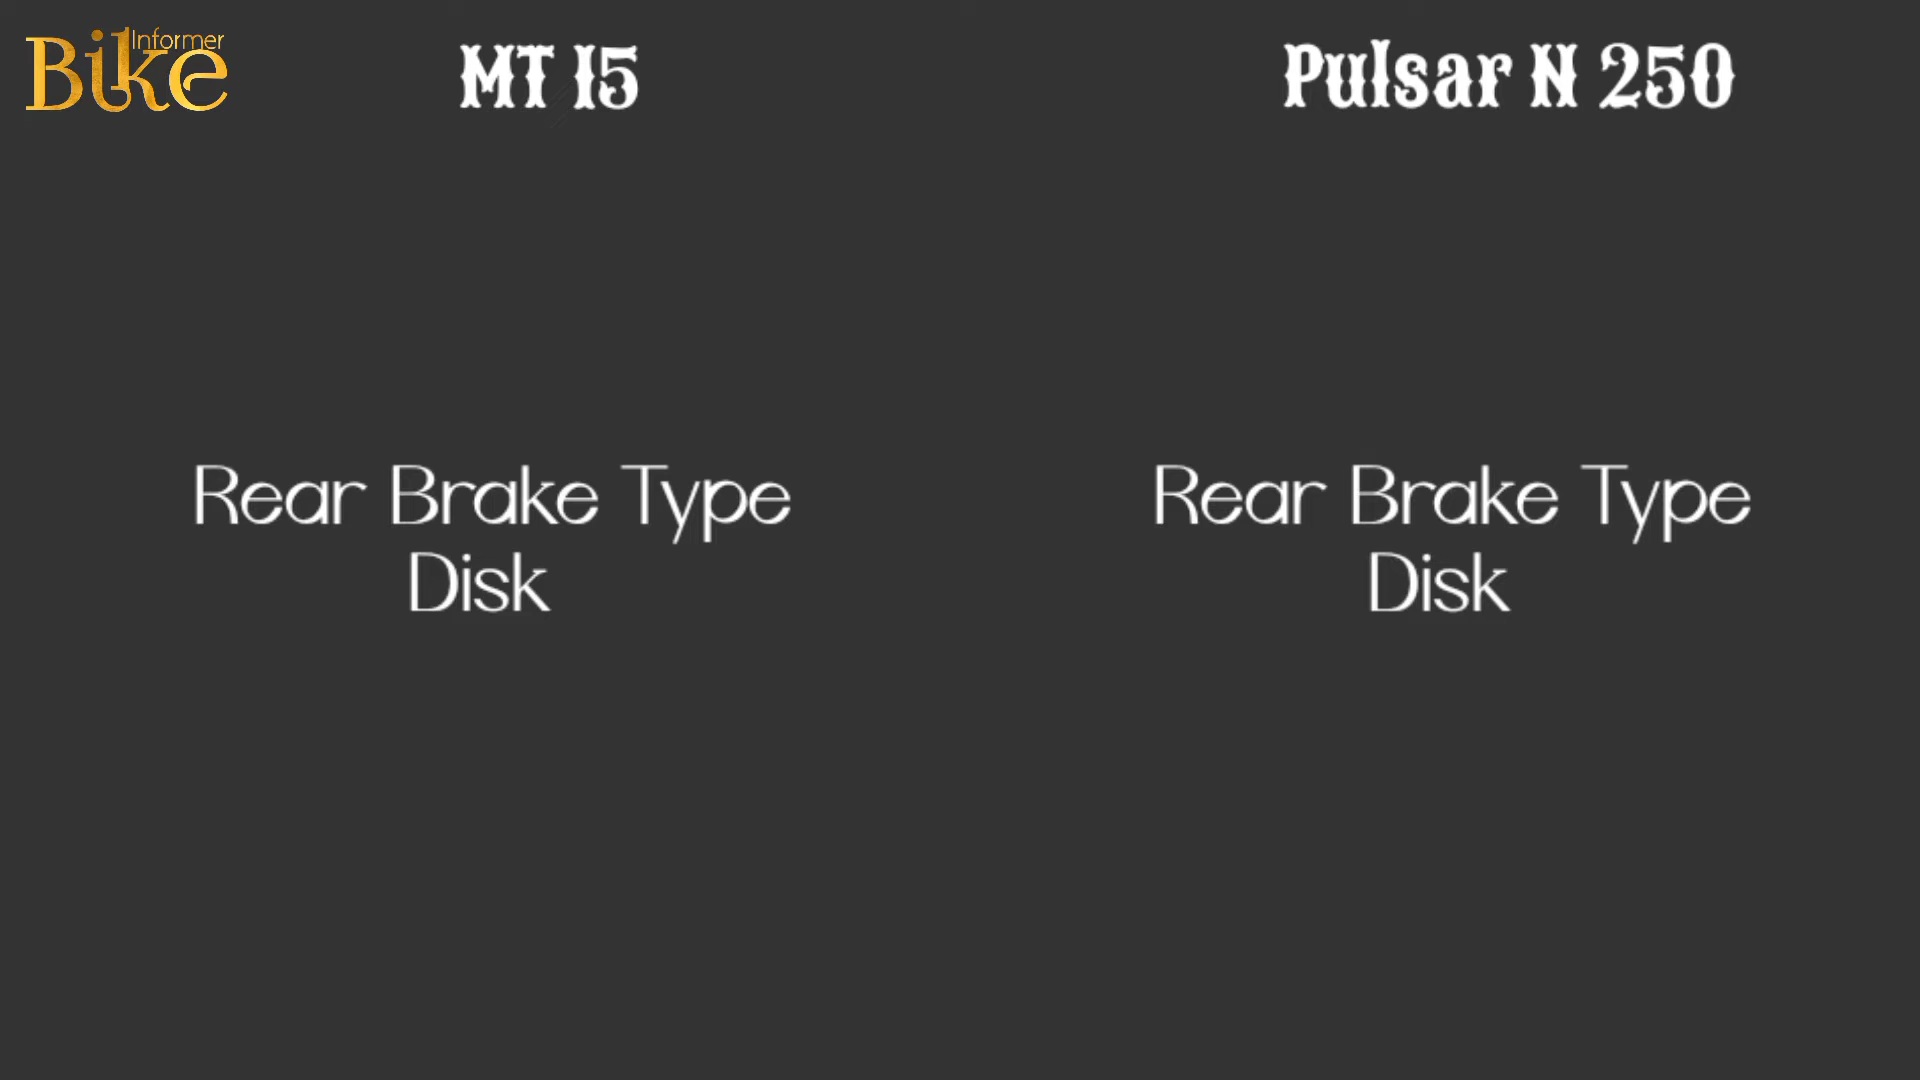 Bike Informer
MT 15
Pulsar N 250
Rear Brake Type
Disk
Rear Brake Type
Disk